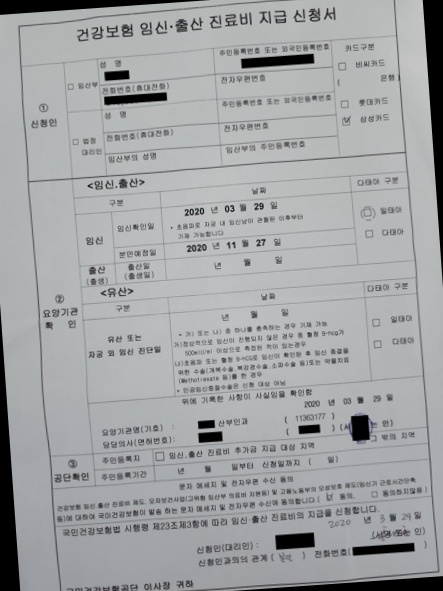 건강보험 임신·출산 진료비 지급 신청서
① 신청인
□ 임산부
성 명
주민등록번호 또는 외국인등록번호
카드구분
전화번호(휴대전화)
전자우편번호
□ 비씨카드
( 은행)
□ 법정대리인
성 명
주민등록번호 또는 외국인등록번호
□ 롯데카드
전화번호(휴대전화)
전자우편번호
☑ 삼성카드
임산부의 성명
임산부의 주민등록번호
② 요양기관 확 인
<임신.출산>
구분
날짜
다태아 구분
임신
임신확인일
2020 년 03 월 29 일
* 초음파로 자궁 내 임신낭이 관찰된 이후부터
기재 가능합니다
□ 일태아
분만예정일
2020 년 11 월 27 일
□ 다태아
출산 (출생)
출산일 (출생일)
년 월 일
<유산>
구분
날짜
다태아 구분
유산 또는
자궁 외 임신 진단일
년 월 일
* 가) 또는 나) 중 하나를 충족하는 경우 기재 가능
가)정상적으로 임신이 진행되지 않은 경우 중 혈청 β-hcg가
500mIU/ml 이상으로 측정된 적이 있는경우
나)초음파 또는 혈청 β-hCG로 임신이 확인된 후 임신 종결을
위한 수술(개복수술,복강경수술,소파수술 등)또는 약물치료
(Methotrexate 등)를 한 경우
* 인공임신중절수술은 신청 대상 아님
□ 일태아
□ 다태아
위에 기록한 사항이 사실임을 확인함
2020 년 03 월 29 일
요양기관명(기호) : 산부인과 ( 11363177 )
담당의사(면허번호): ( )
③ 공단확인
주민등록지
□ 임신.출산 진료비 추가금 지급 대상 지역
□ 그 밖의 지역
주민등록기간
년 월 일부터 신청일까지 ( 일)
문자 메세지 및 전자우편 수신 동의
건강보험 임신·출산 진료비 제도, 모자보건사업(고위험 임산부 의료비 지원등) 및 고용노동부의 모성보호 제도(임신기 근로시간단축
등)에 대하여 국민건강보험이 발송 하는 문자 메세지 및 전자우편 수신에 동의합니다.( ☑ 동의, □ 동의하지않음)
국민건강보험법 시행령 제23조제3항에 따라 임신·출산 진료비의 지급을 신청합니다.
2020 년 3 월 29 일
신청인(대리인) : (서명 또는 인)
신청인과의 관계 ( ) 전화번호( )
국민건강보험공단 이사장 귀하